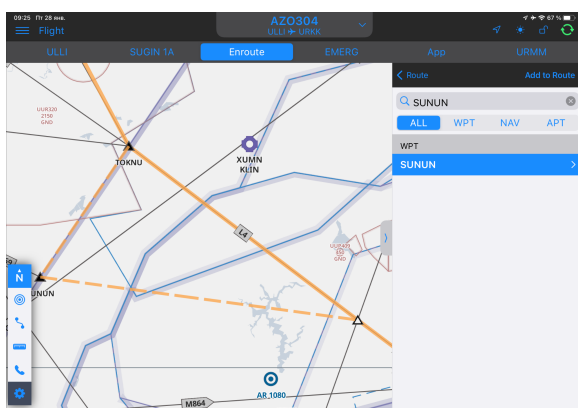 09:25 Пт 28 янв.
67 %
Flight
AZO304
ULLI ✈ URKK
ULLI
SUGIN 1A
Enroute
EMERG
App
URMM
Route
Add to Route
SUNUN
ALL
WPT
NAV
APT
WPT
SUNUN
UUR320
2150
GND
TOKNU
XUMN
KLIN
L4
UUP409
GND
N
UNUN
AR 1080
M864